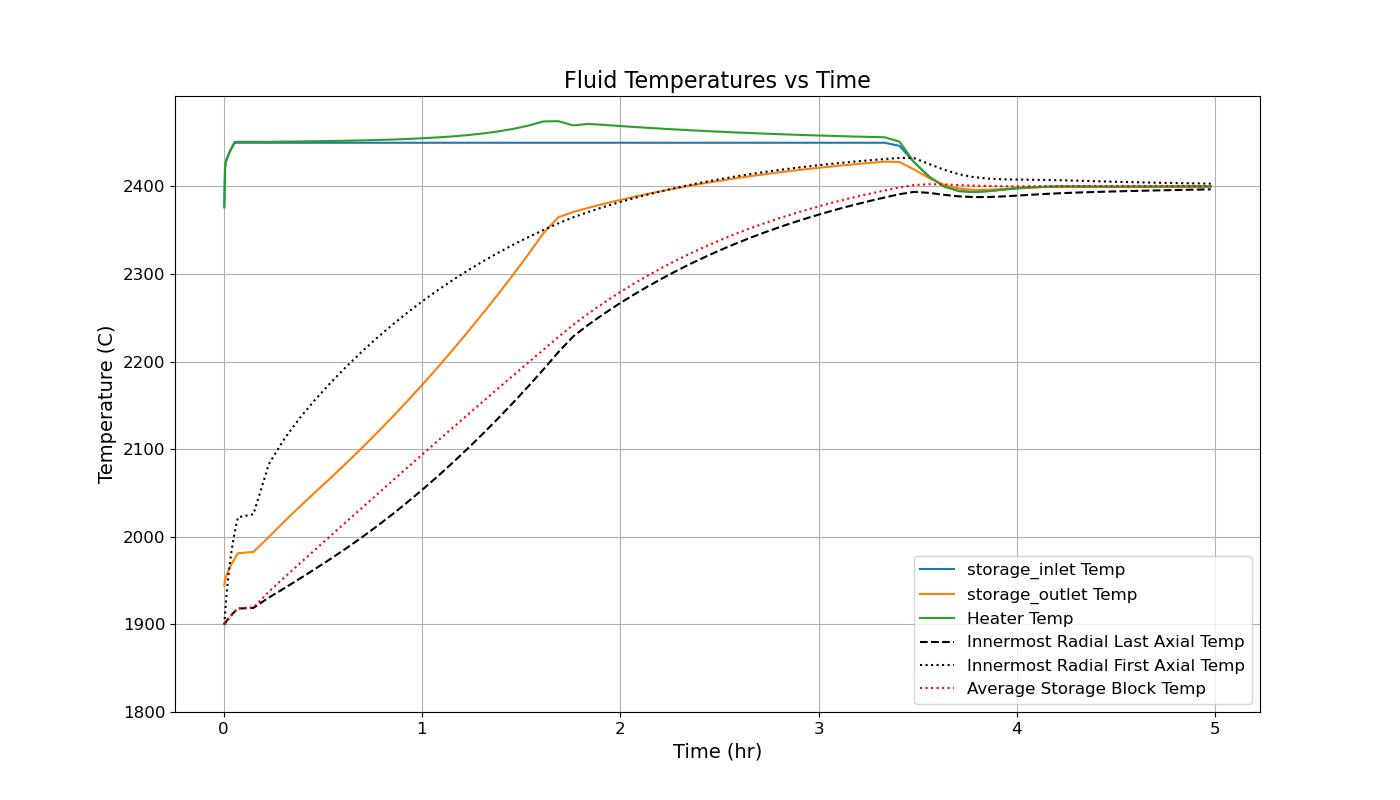 Fluid Temperatures vs Time
Temperature (C)
2400
2300
2200
2100
2000
1900
1800
storage_inlet Temp
storage_outlet Temp
Heater Temp
Innermost Radial Last Axial Temp
Innermost Radial First Axial Temp
Average Storage Block Temp
0 1 2 3 4 5
Time (hr)